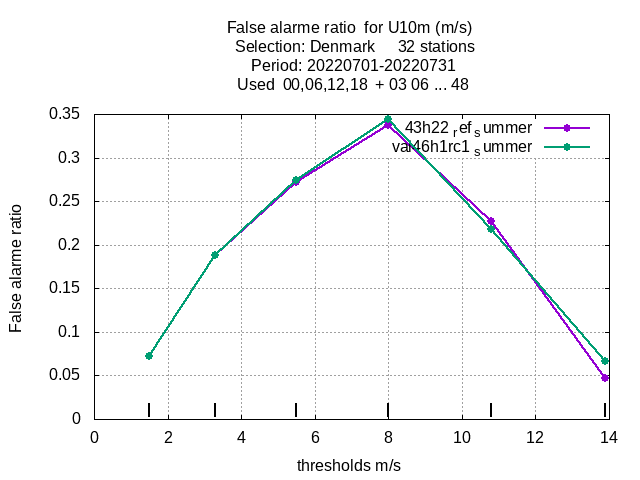 False alarme ratio  for U10m (m/s)
Selection: Denmark     32 stations
Period: 20220701-20220731
Used  00,06,12,18  + 03 06 ... 48
0.35
0.3
0.25
0.2
0.15
0.1
0.05
0
False alarme ratio
43h22 ref summer
val46h1rc1 summer
0 2 4 6 8 10 12 14
thresholds m/s